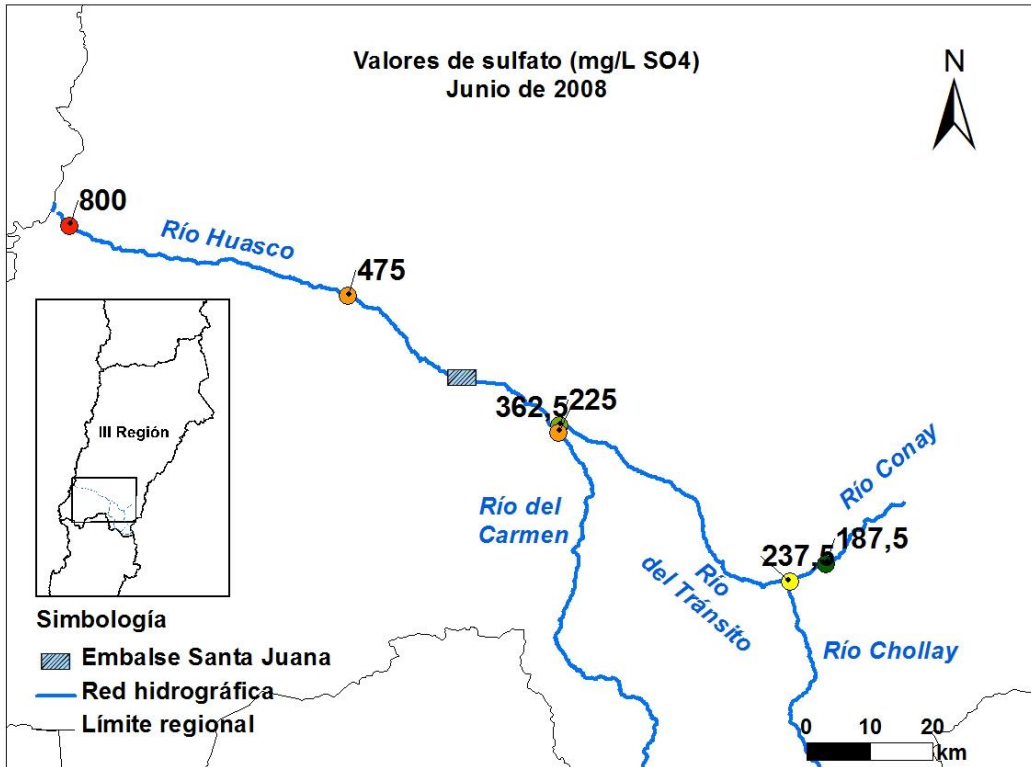 Valores de sulfato (mg/L SO4)
Junio de 2008
N
800
Río Huasco
475
362,5
225
III Región
Río Conay
187,5
237,5
Río del
Carmen
Río
del Tránsito
Río Chollay
Simbología
Embalse Santa Juana
Red hidrográfica
Límite regional
0 10 20
km